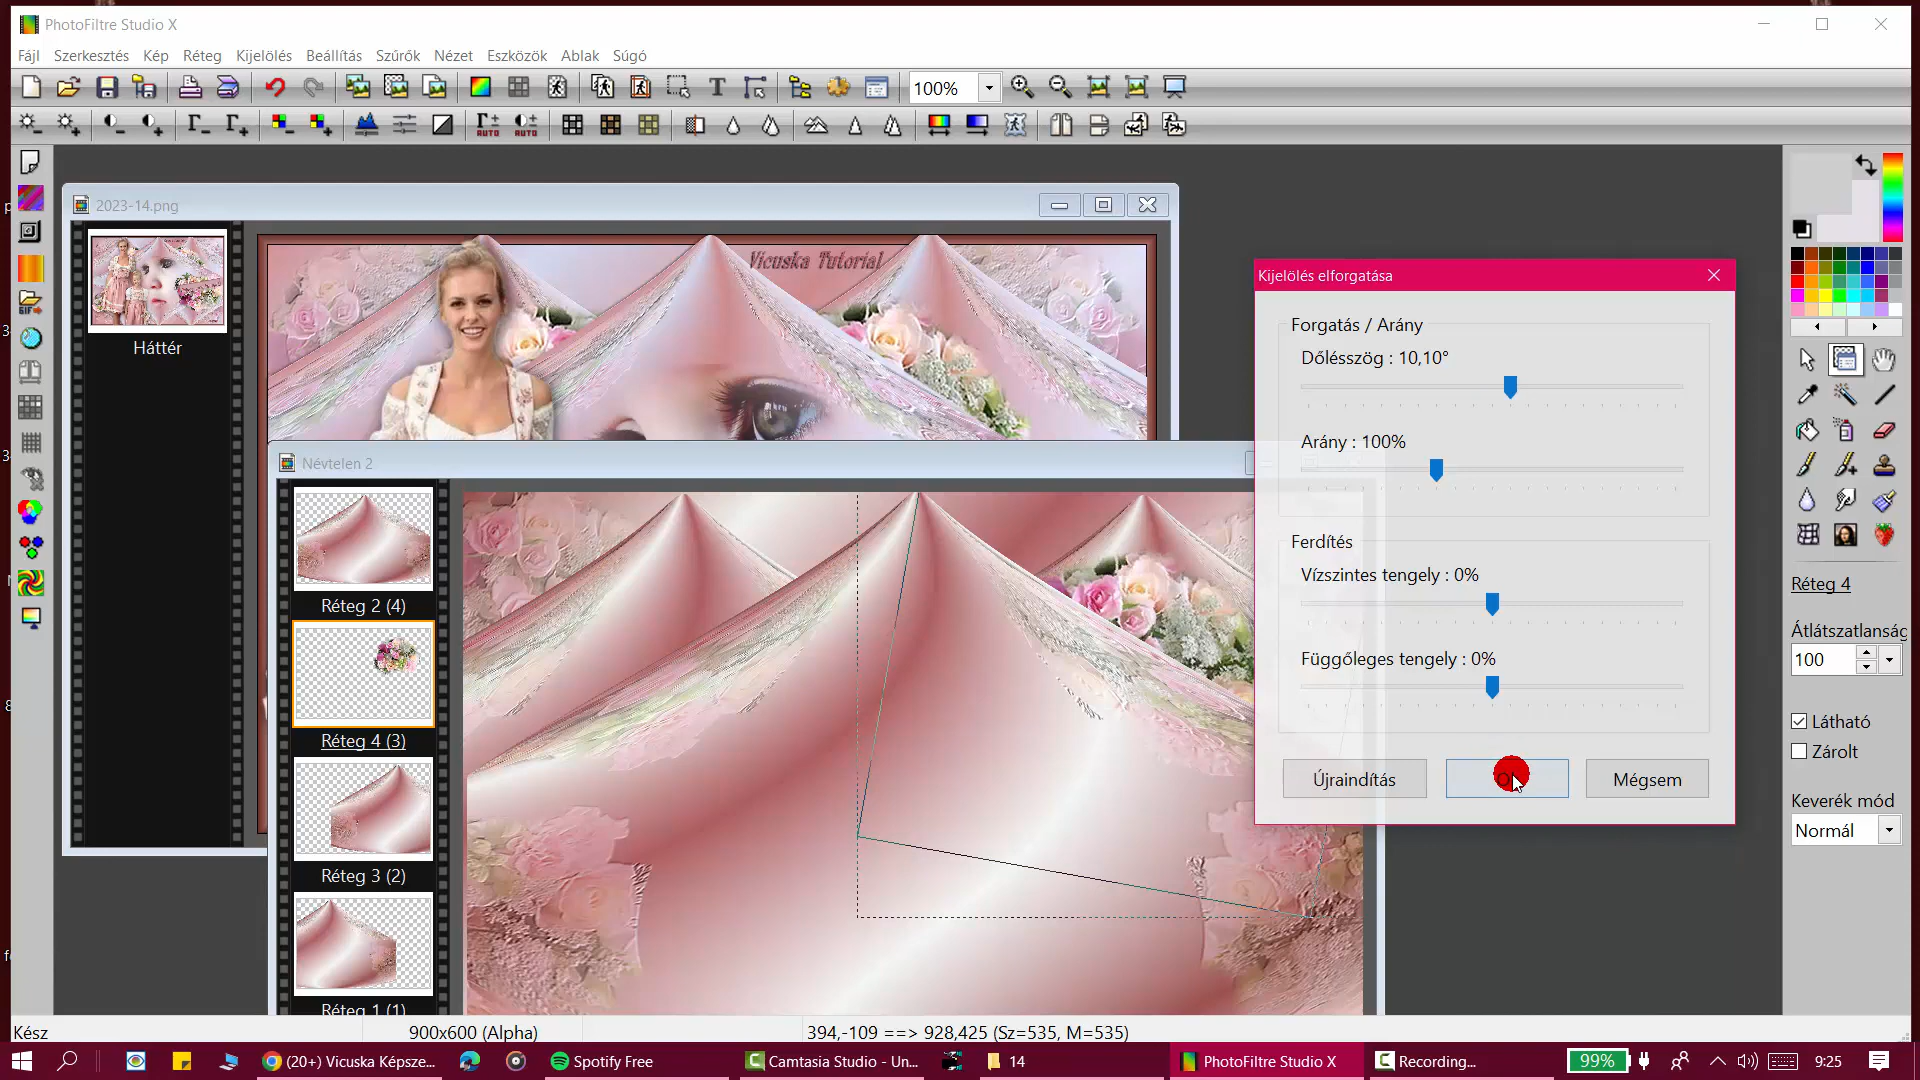 PhotoFiltre Studio X
Fájl Szerkesztés Kép Réteg Kijelölés Beállítás Szűrők Nézet Eszközök Ablak Súgó
100%
AUTO AUTO
2023-14.png
Háttér
Vicuska Tutorial
Névtelen 2
Réteg 2 (4)
Réteg 4 (3)
Réteg 3 (2)
Réteg 1 (1)
Kijelölés elforgatása
Forgatás / Arány
Dőlésszög : 10,10°
Arány : 100%
Ferdítés
Vízszintes tengely : 0%
Függőleges tengely : 0%
Újraindítás
Mégsem
Réteg 4
Átlátszatlanság
100
Látható
Zárolt
Keverék mód
Normál
Kész
900x600 (Alpha)
394,-109 ==> 928,425 (Sz=535, M=535)
(20+) Vicuska Képsze...
Spotify Free
Camtasia Studio - Un...
14
PhotoFiltre Studio X
Recording...
99%
9:25